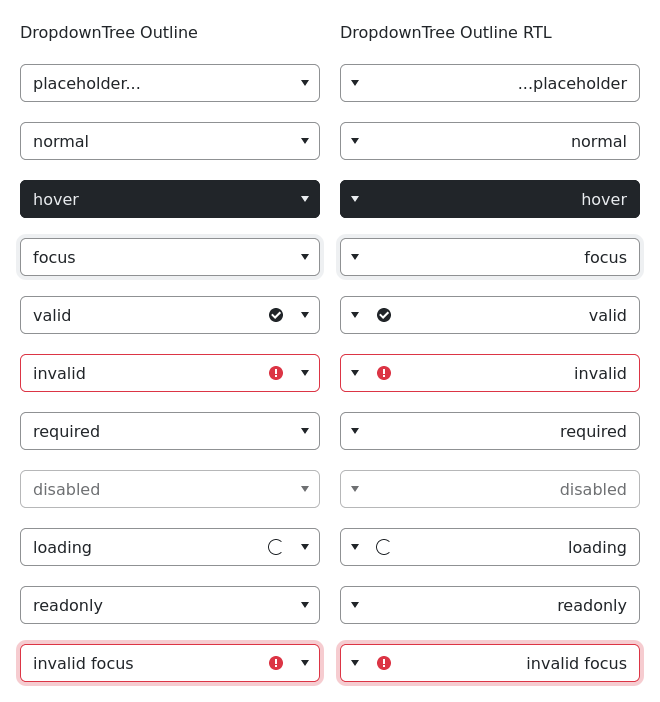 DropdownTree Outline
DropdownTree Outline RTL
placeholder...
...placeholder
normal
normal
hover
hover
focus
focus
valid
valid
invalid
invalid
required
required
disabled
disabled
loading
loading
readonly
readonly
invalid focus
invalid focus